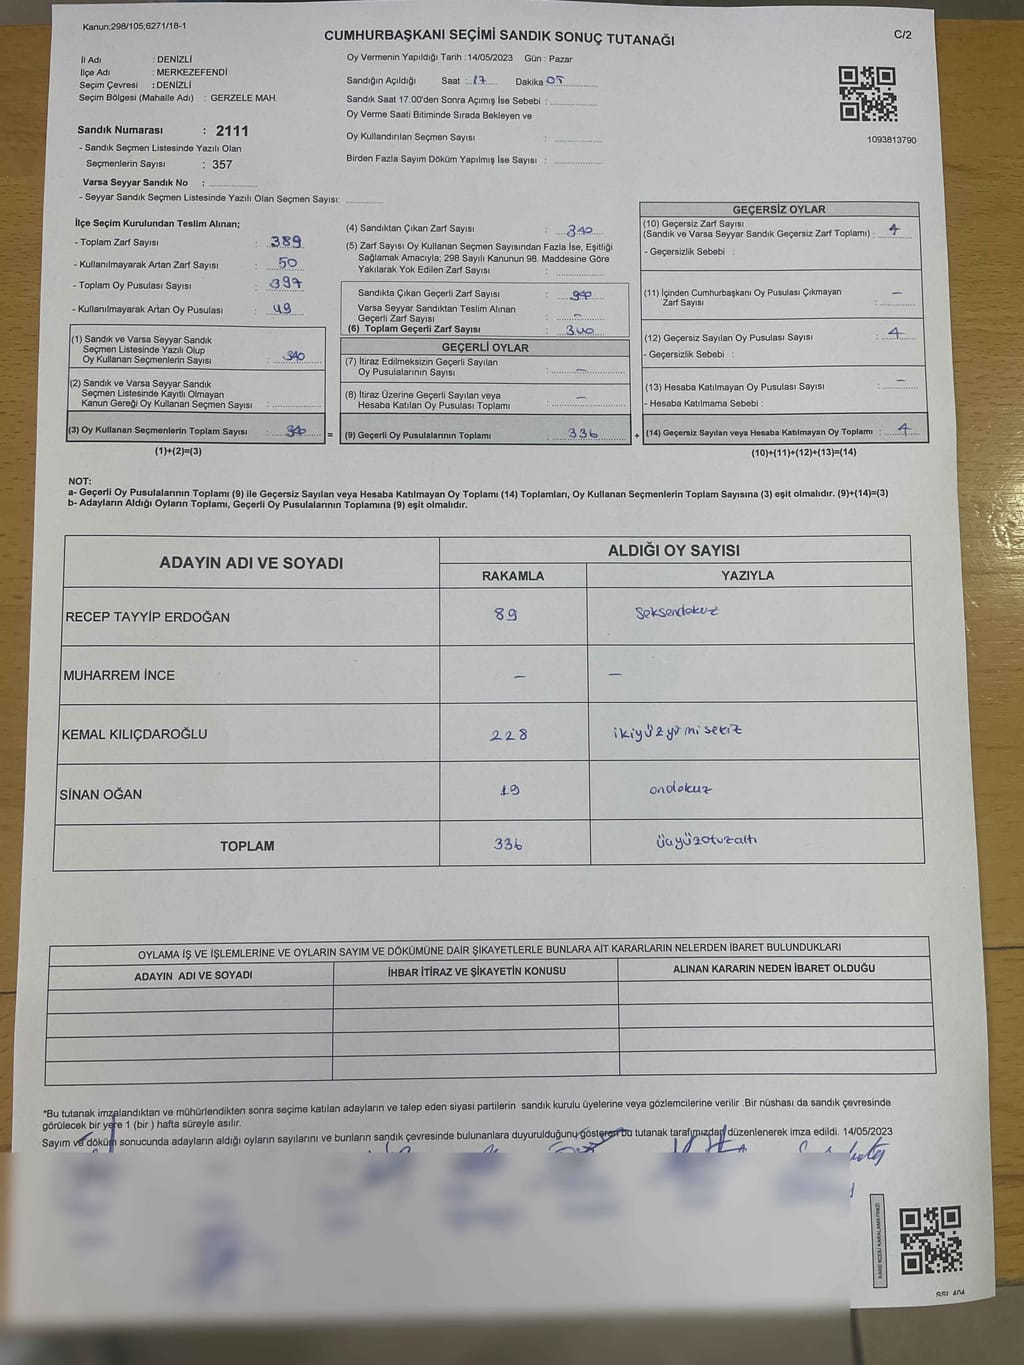 Kanun;298/105;6271/18-1
CUMHURBAŞKANI SEÇİMİ SANDIK SONUÇ TUTANAĞI
C/2
İl Adı : DENİZLİ
İlçe Adı : MERKEZEFENDİ
Seçim Çevresi : DENİZLİ
Seçim Bölgesi (Mahalle Adı) : GERZELE MAH.
Sandık Numarası : 2111
- Sandık Seçmen Listesinde Yazılı Olan
Seçmenlerin Sayısı : 357
Varsa Seyyar Sandık No :
- Seyyar Sandık Seçmen Listesinde Yazılı Olan Seçmen Sayısı:
Oy Vermenin Yapıldığı Tarih : 14/05/2023 Gün : Pazar
Sandığın Açıldığı Saat : 17 Dakika 05
Sandık Saat 17:00'den Sonra Açımış İse Sebebi :
Oy Verme Saati Bitiminde Sırada Bekleyen ve
Oy Kullandırılan Seçmen Sayısı :
Birden Fazla Sayım Döküm Yapılmış İse Sayısı :
1093813790
İlçe Seçim Kurulundan Teslim Alınan;
- Toplam Zarf Sayısı : 389
- Kullanılmayarak Artan Zarf Sayısı : 50
- Toplam Oy Pusulası Sayısı : 397
- Kullanılmayarak Artan Oy Pusulası : 49
(1) Sandık ve Varsa Seyyar Sandık
Seçmen Listesinde Yazılı Olup
Oy Kullanan Seçmenlerin Sayısı : 340
(2) Sandık ve Varsa Seyyar Sandık
Seçmen Listesinde Kayıtlı Olmayan
Kanun Gereği Oy Kullanan Seçmen Sayısı :
(3) Oy Kullanan Seçmenlerin Toplam Sayısı : 340
(1)+(2)=(3)
(4) Sandıktan Çıkan Zarf Sayısı : 340
(5) Zarf Sayısı Oy Kullanan Seçmen Sayısından Fazla İse, Eşitliği
Sağlamak Amacıyla; 298 Sayılı Kanunun 98. Maddesine Göre
Yakılarak Yok Edilen Zarf Sayısı :
Sandıkta Çıkan Geçerli Zarf Sayısı : 340
Varsa Seyyar Sandıktan Teslim Alınan
Geçerli Zarf Sayısı : -
(6) Toplam Geçerli Zarf Sayısı : 340
GEÇERLİ OYLAR
(7) İtiraz Edilmeksizin Geçerli Sayılan
Oy Pusulalarının Sayısı : -
(8) İtiraz Üzerine Geçerli Sayılan veya
Hesaba Katılan Oy Pusulası Toplamı : -
= (9) Geçerli Oy Pusulalarının Toplamı : 336
GEÇERSİZ OYLAR
(10) Geçersiz Zarf Sayısı
(Sandık ve Varsa Seyyar Sandık Geçersiz Zarf Toplamı) : 4
- Geçersizlik Sebebi :
(11) İçinden Cumhurbaşkanı Oy Pusulası Çıkmayan
Zarf Sayısı : -
(12) Geçersiz Sayılan Oy Pusulası Sayısı : 4
- Geçersizlik Sebebi :
(13) Hesaba Katılmayan Oy Pusulası Sayısı : -
- Hesaba Katılmama Sebebi :
+ (14) Geçersiz Sayılan veya Hesaba Katılmayan Oy Toplamı : 4
(10)+(11)+(12)+(13)=(14)
NOT:
a- Geçerli Oy Pusulalarının Toplamı (9) ile Geçersiz Sayılan veya Hesaba Katılmayan Oy Toplamı (14) Toplamları, Oy Kullanan Seçmenlerin Toplam Sayısına (3) eşit olmalıdır. (9)+(14)=(3)
b- Adayların Aldığı Oyların Toplamı, Geçerli Oy Pusulalarının Toplamına (9) eşit olmalıdır.
ADAYIN ADI VE SOYADI
ALDIĞI OY SAYISI
RAKAMLA YAZIYLA
RECEP TAYYİP ERDOĞAN 89 seksendokuz
MUHARREM İNCE - -
KEMAL KILIÇDAROĞLU 228 ikiyüzyirmisekiz
SİNAN OĞAN 19 ondokuz
TOPLAM 336 üçyüzotuzaltı
OYLAMA İŞ VE İŞLEMLERİNE VE OYLARIN SAYIM VE DÖKÜMÜNE DAİR ŞİKAYETLERLE BUNLARA AİT KARARLARIN NELERDEN İBARET BULUNDUKLARI
ADAYIN ADI VE SOYADI İHBAR İTİRAZ VE ŞİKAYETİN KONUSU ALINAN KARARIN NEDEN İBARET OLDUĞU
*Bu tutanak imzalandıktan ve mühürlendikten sonra seçime katılan adayların ve talep eden siyasi partilerin sandık kurulu üyelerine veya gözlemcilerine verilir .Bir nüshası da sandık çevresinde
görülecek bir yere 1 (bir ) hafta süreyle asılır.
Sayım ve döküm sonucunda adayların aldığı oyların sayılarını ve bunların sandık çevresinde bulunanlara duyurulduğunu gösteren bu tutanak tarafımızdan düzenlenerek imza edildi. 14/05/2023
KARE KODU KARALAMAYINIZ!